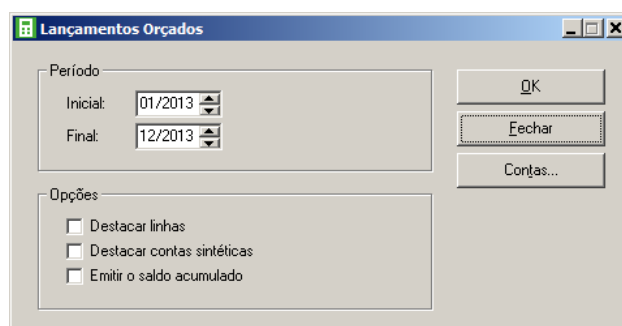 Lançamentos Orçados
Período
Inicial: 01/2013
Final: 12/2013
OK
Fechar
Contas...
Opções
Destacar linhas
Destacar contas sintéticas
Emitir o saldo acumulado